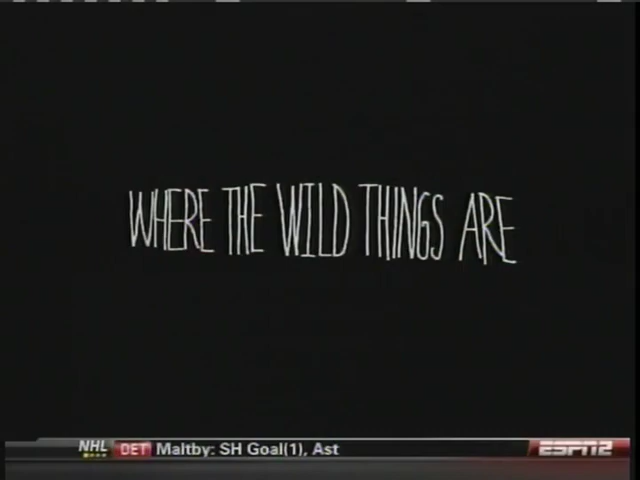 WHERE THE WILD THINGS ARE
NHL DET Maltby: SH Goal(1), Ast ESPN2